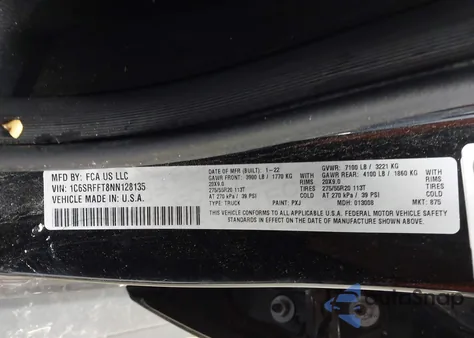 MFD BY: FCA US LLC
VIN: 1C6SRFFT8NN128135
VEHICLE MADE IN: U.S.A.
DATE OF MFR (BUILT): 1-22
GVWR: 7100 LB / 3221 KG
GAWR FRONT: 3900 LB / 1770 KG WITH
GAWR REAR: 4100 LB / 1860 KG WITH
20X9.0 RIMS
20X9.0 RIMS
275/55R20 113T TIRES
275/55R20 113T TIRES
AT 270 kPa / 39 PSI COLD
AT 270 kPa / 39 PSI COLD
TYPE: TRUCK PAINT: PXJ MDH: 013008 MKT: 875
THIS VEHICLE CONFORMS TO ALL APPLICABLE U.S.A. FEDERAL MOTOR VEHICLE SAFETY
STANDARDS IN EFFECT ON THE DATE OF MANUFACTURE SHOWN ABOVE.
autoSnap